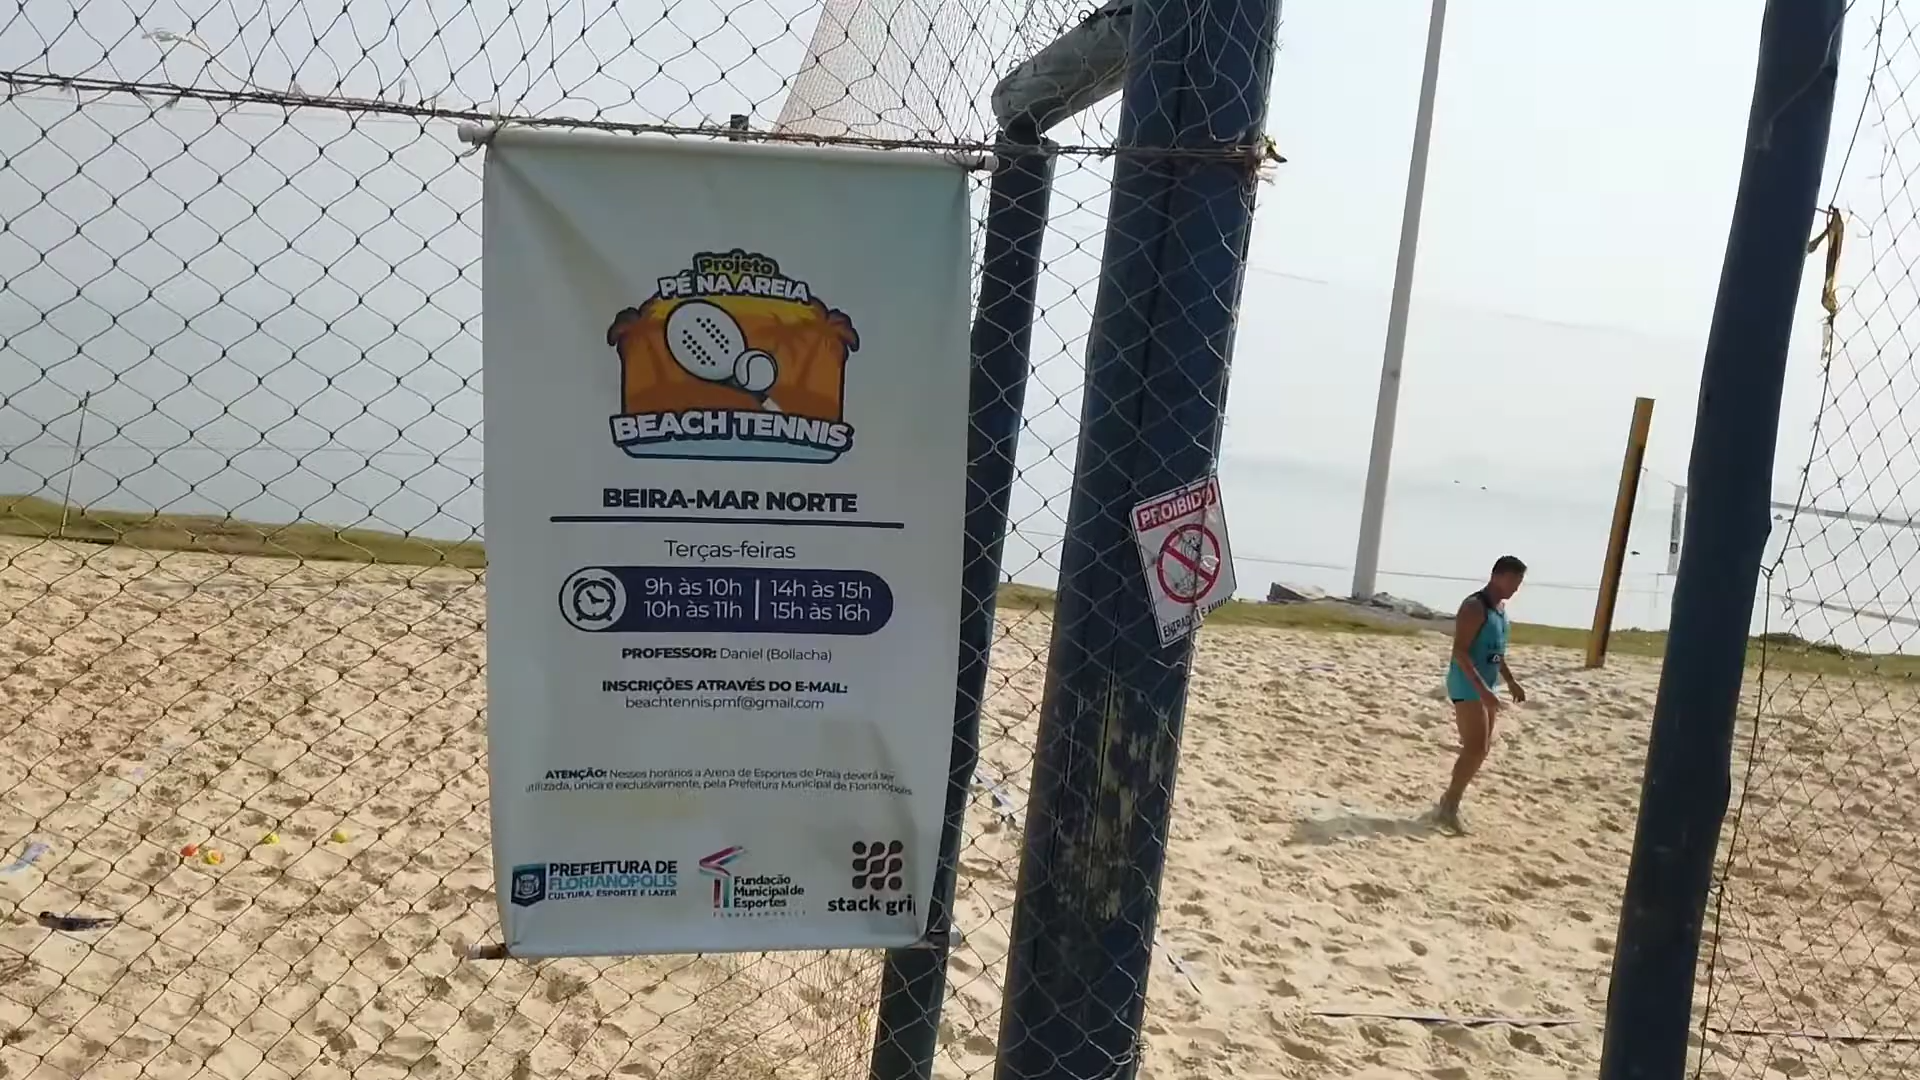 Projeto
PÉ NA AREIA
BEACH TENNIS
BEIRA-MAR NORTE
Terças-feiras
9h às 10h | 14h às 15h
10h às 11h | 15h às 16h
PROFESSOR: Daniel (Bollacha)
INSCRIÇÕES ATRAVÉS DO E-MAIL:
beachtennis.pmf@gmail.com
ATENÇÃO: Nesses horários a Arena de Esportes de Praia deverá ser
utilizada, única e exclusivamente, pela Prefeitura Municipal de Florianópolis
PREFEITURA DE
FLORIANÓPOLIS
CULTURA, ESPORTE E LAZER
Fundação
Municipal de
Esportes
FLORIANÓPOLIS
stack gri
PROIBIDO